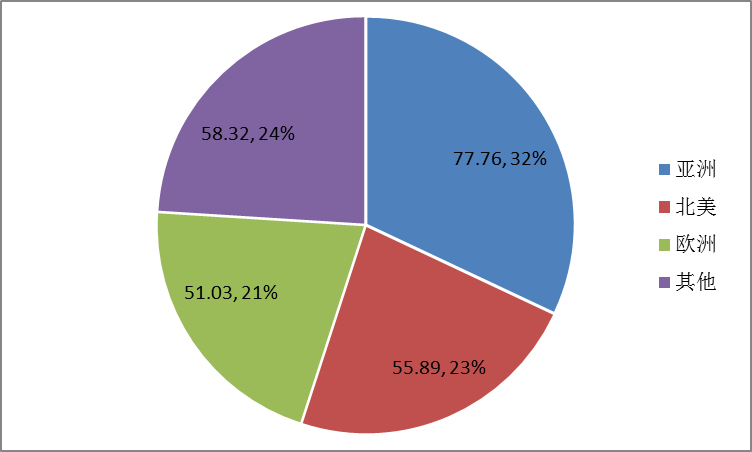 58.32, 24%
77.76, 32%
51.03, 21%
55.89, 23%
亚洲
北美
欧洲
其他